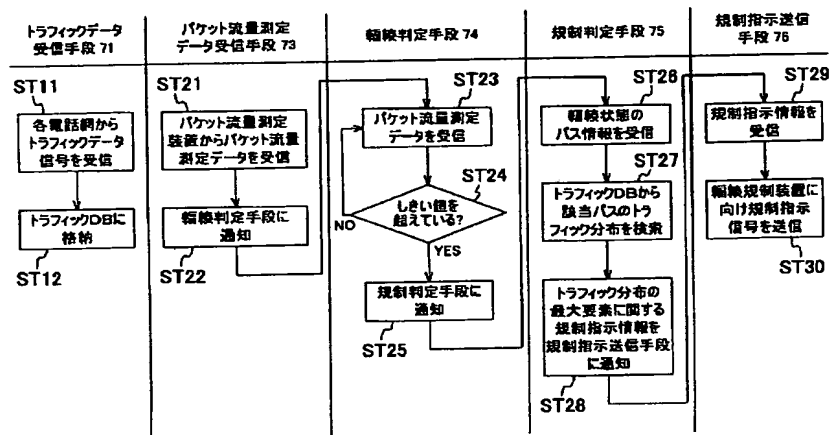 トラフィックデータ
受信手段 71
ST11
各電話網から
トラフィックデータ
信号を受信
トラフィックDBに
格納
ST12
パケット流量測定
データ受信手段 73
ST21
パケット流量測定
装置からパケット流量
測定データを受信
輻輳判定手段に
通知
ST22
輻輳判定手段 74
ST23
パケット流量測定
データを受信
ST24
しきい値を
超えている?
NO
YES
規制判定手段に
通知
ST25
規制判定手段 75
ST26
輻輳状態の
パス情報を受信
ST27
トラフィックDBから
該当パスのトラ
フィック分布を検索
トラフィック分布の
最大要素に関する
規制指示情報を
規制指示送信手段
に通知
ST28
規制指示送信
手段 76
ST29
規制指示情報を
受信
輻輳規制装置に
向け規制指示
信号を送信
ST30